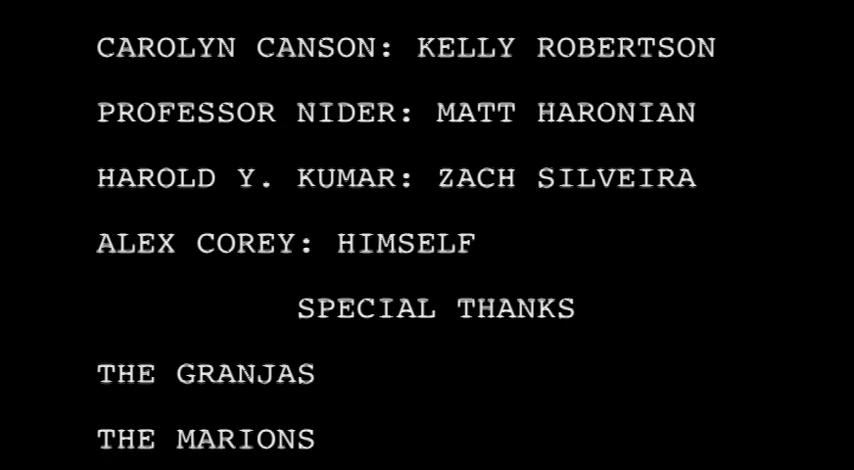 CAROLYN CANSON: KELLY ROBERTSON
PROFESSOR NIDER: MATT HARONIAN
HAROLD Y. KUMAR: ZACH SILVEIRA
ALEX COREY: HIMSELF
SPECIAL THANKS
THE GRANJAS
THE MARIONS